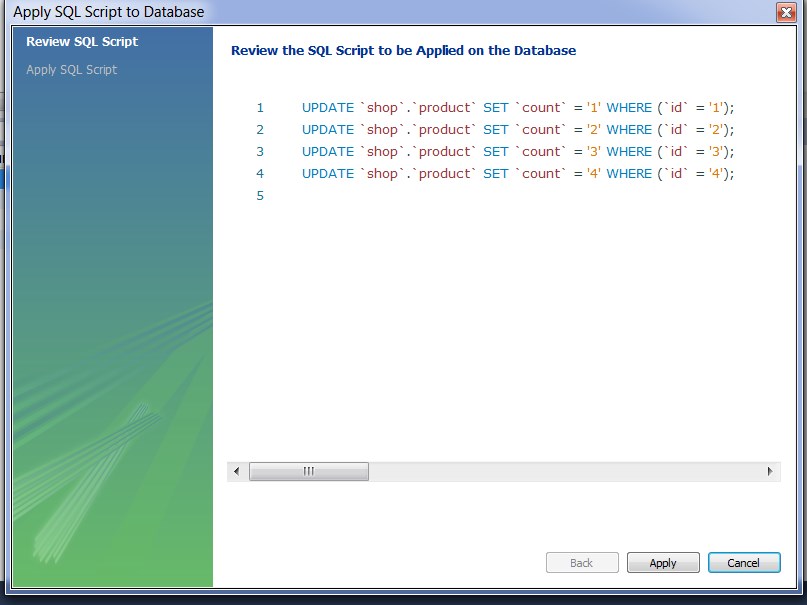 Apply SQL Script to Database
Review SQL Script
Apply SQL Script
Review the SQL Script to be Applied on the Database
1 UPDATE `shop`.`product` SET `count` = '1' WHERE (`id` = '1');
2 UPDATE `shop`.`product` SET `count` = '2' WHERE (`id` = '2');
3 UPDATE `shop`.`product` SET `count` = '3' WHERE (`id` = '3');
4 UPDATE `shop`.`product` SET `count` = '4' WHERE (`id` = '4');
5
Back Apply Cancel